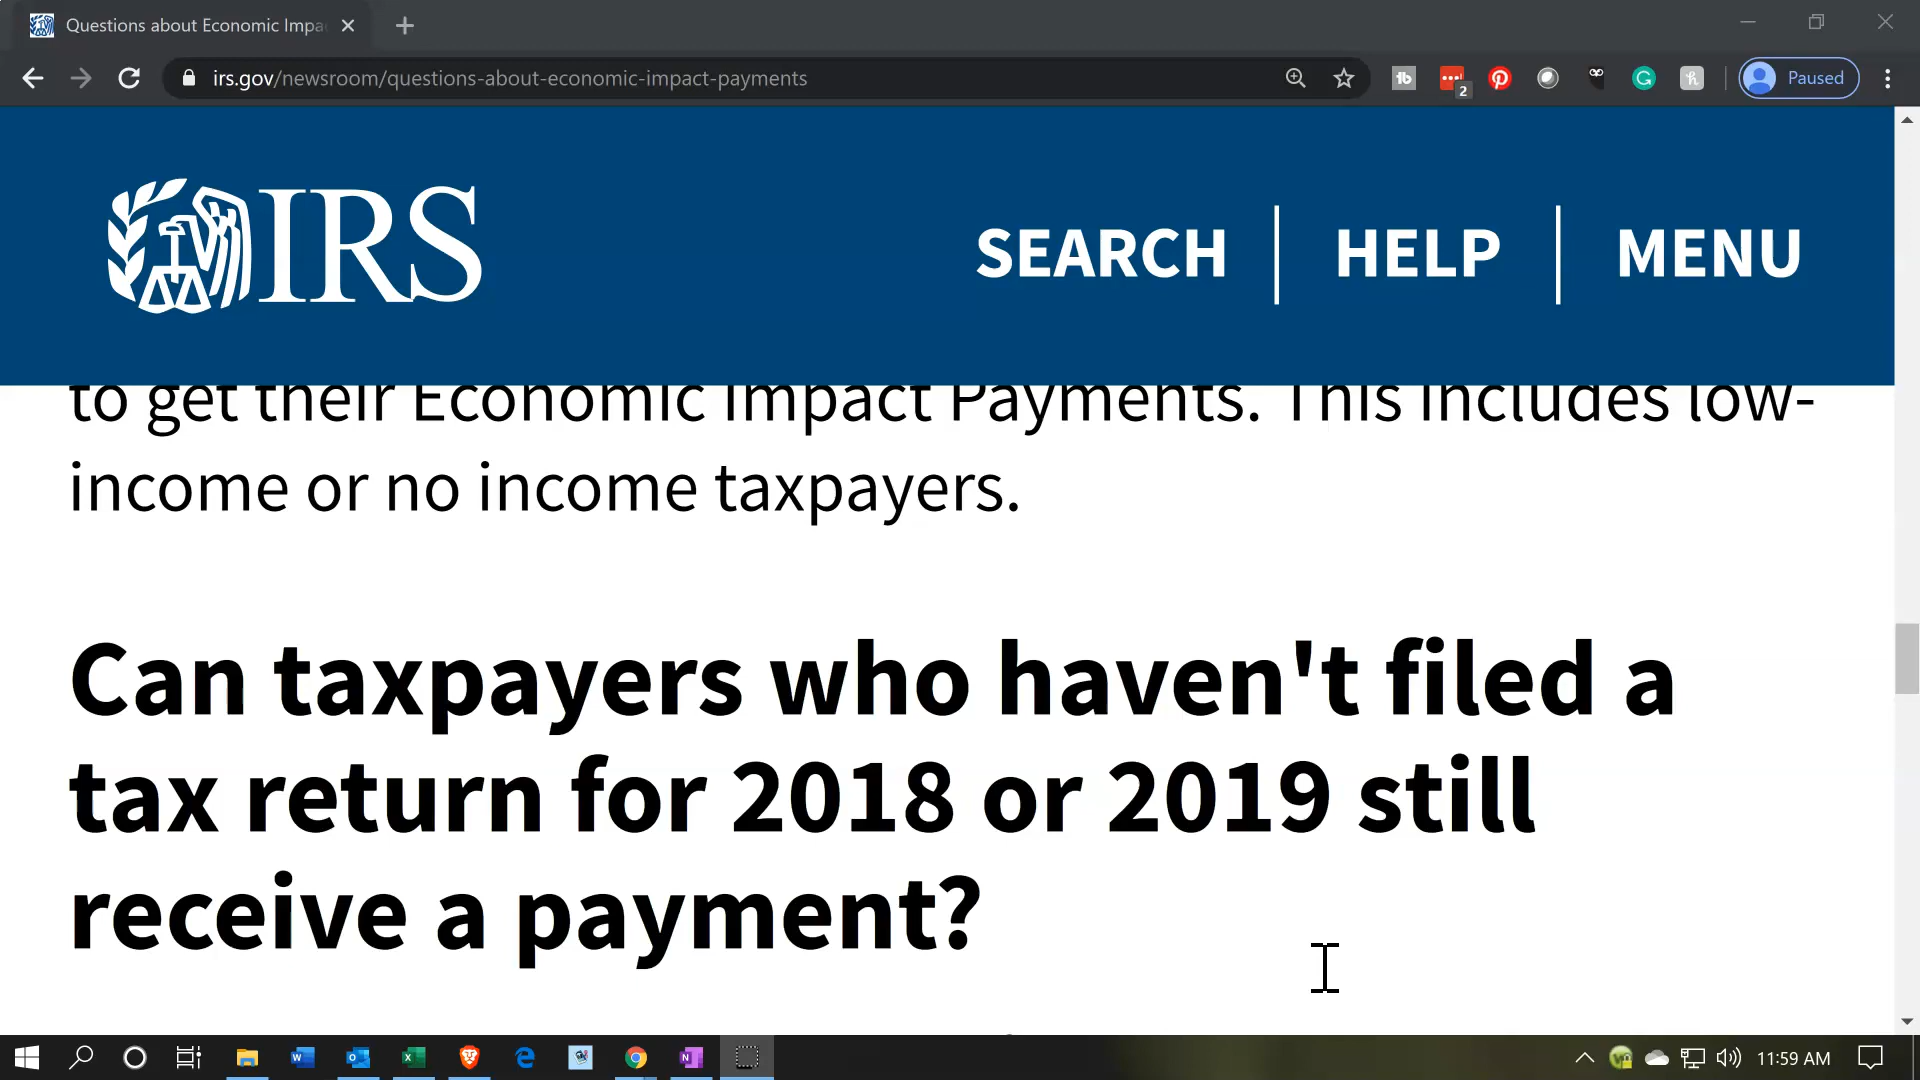 Questions about Economic Impa
irs.gov/newsroom/questions-about-economic-impact-payments
2
Paused
IRS
SEARCH
HELP
MENU
to get their Economic Impact Payments. This includes low-
income or no income taxpayers.
Can taxpayers who haven't filed a
tax return for 2018 or 2019 still
receive a payment?
11:59 AM